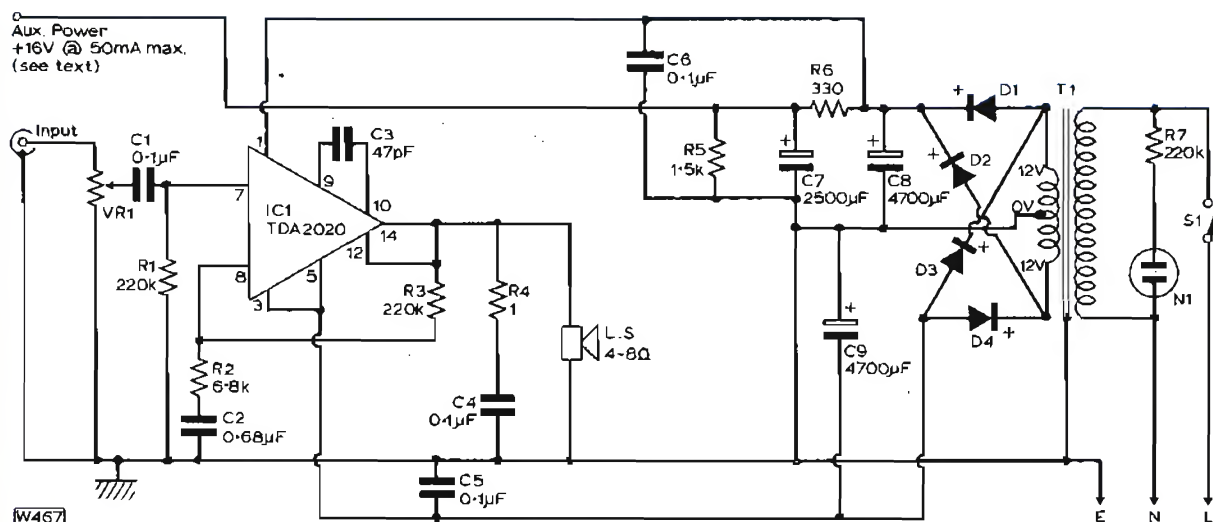 Aux. Power
+16V @ 50mA max.
(see text)
Input
VR1
C1
0·1µF
R1
220k
1
7
8
3
5
9
10
14
12
IC1
TDA2020
C3
47pF
R2
6·8k
C2
0·68µF
R3
220k
R4
1
C4
0·1µF
L.S
4-8Ω
C5
0·1µF
C6
0·1µF
R5
1·5k
R6
330
+
C7
2500µF
+
C8
4700µF
+
C9
4700µF
+
D1
+
D2
D3
+
D4
+
T1
12V
0V
12V
R7
220k
N1
S1
E
N
L
W467